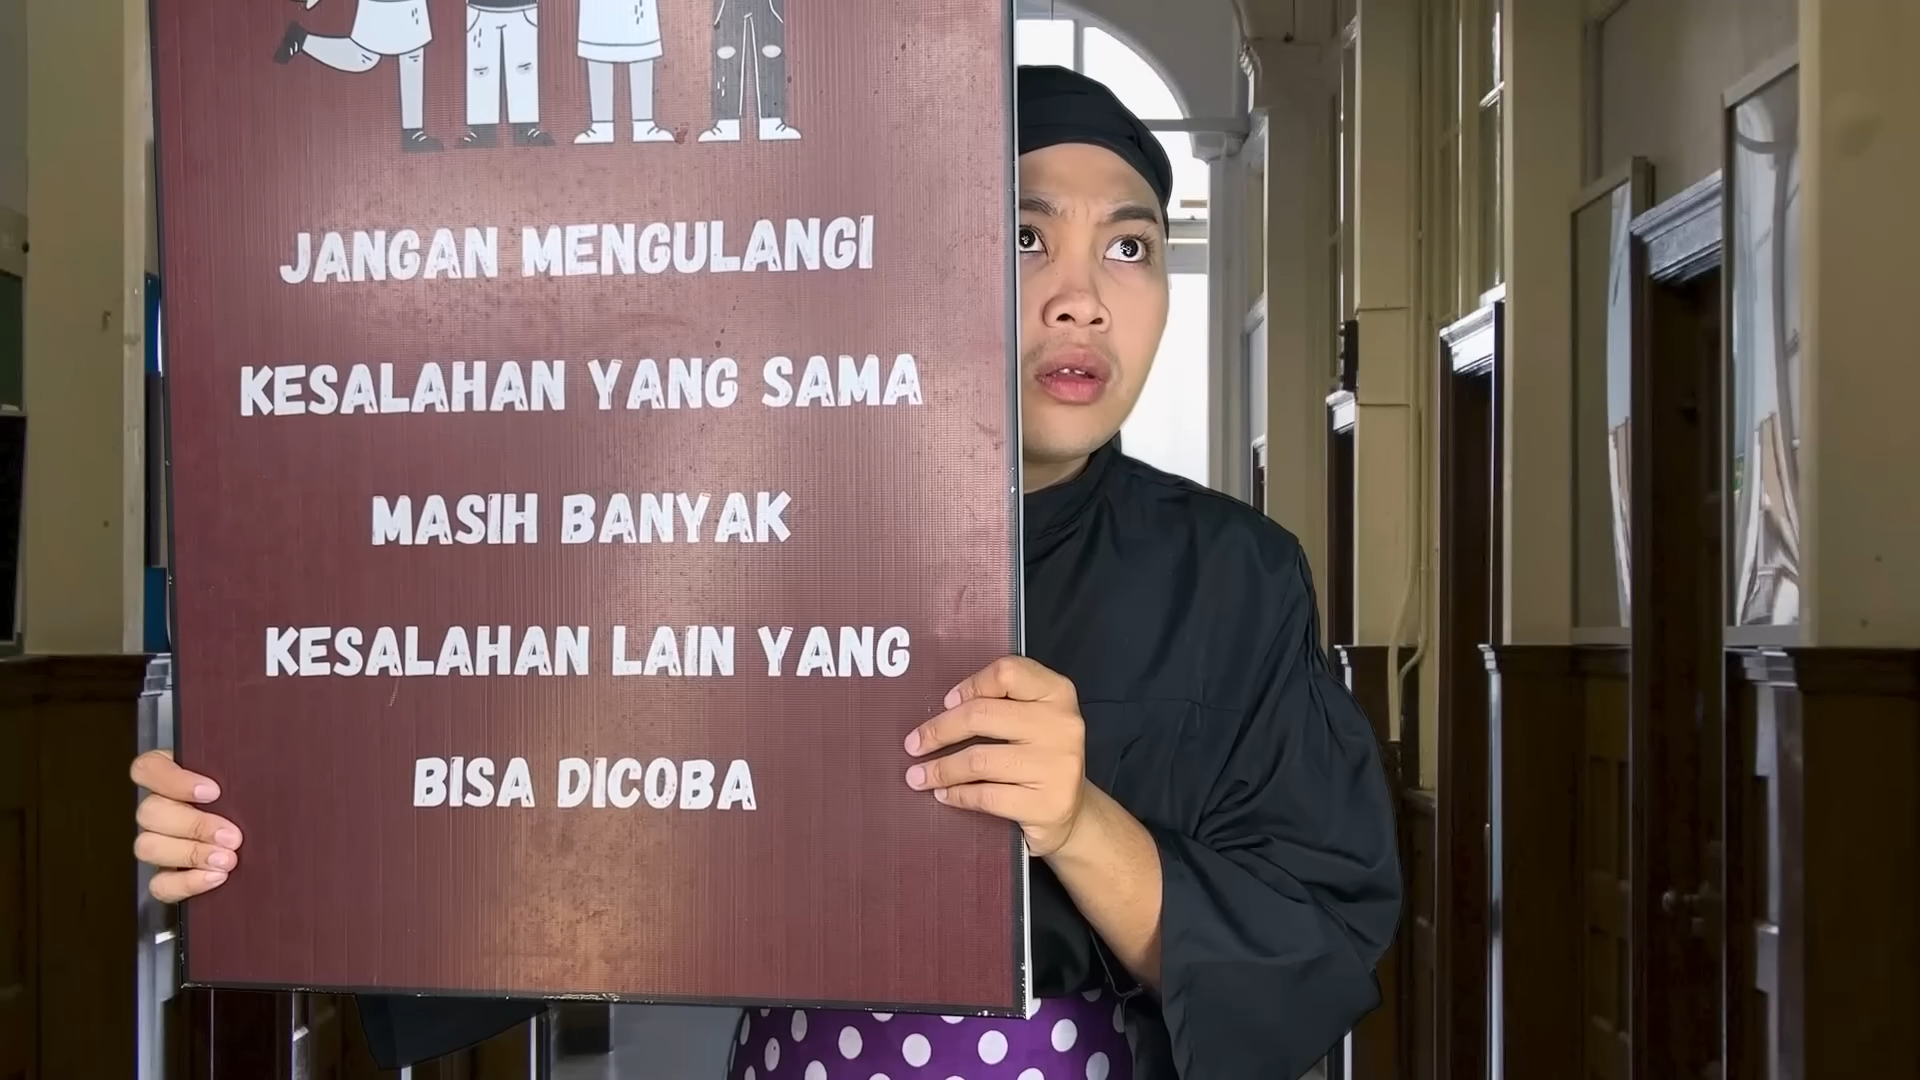 JANGAN MENGULANGI
KESALAHAN YANG SAMA
MASIH BANYAK
KESALAHAN LAIN YANG
BISA DICOBA